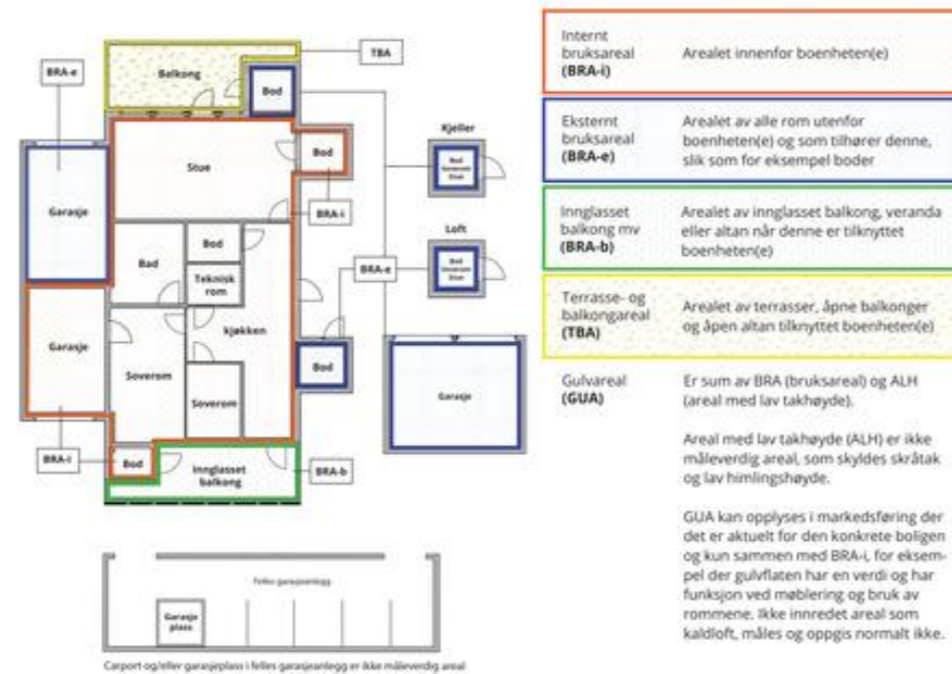 TBA
BRA-e
Balkong
Bod
Kjeller
Bod
Stue
Bod
Garasje
BRA-i
Loft
Bod
Bad
Teknisk
rom
BRA-e
kjøkken
Garasje
Bod
Soverom
Soverom
Garasje
BRA-i
Bod
Innglasset
balkong
BRA-b
Felles garasjeanlegg
Garasje
plass
Carport og/eller garasjeplass i felles garasjeanlegg er ikke måleverdig areal
Internt
bruksareal
(BRA-i)
Arealet innenfor boenheten(e)
Eksternt
bruksareal
(BRA-e)
Arealet av alle rom utenfor
boenheten(e) og som tilhører denne,
slik som for eksempel boder
Innglasset
balkong mv
(BRA-b)
Arealet av innglasset balkong, veranda
eller altan når denne er tilknyttet
boenheten(e)
Terrasse- og
balkongareal
(TBA)
Arealet av terrasser, åpne balkonger
og åpen altan tilknyttet boenheten(e)
Gulvareal
(GUA)
Er sum av BRA (bruksareal) og ALH
(areal med lav takhøyde).
Areal med lav takhøyde (ALH) er ikke
måleverdig areal, som skyldes skråtak
og lav himlingshøyde.
GUA kan opplyses i markedsføring der
det er aktuelt for den konkrete boligen
og kun sammen med BRA-i, for eksem-
pel der gulvflaten har en verdi og har
funksjon ved møblering og bruk av
rommene. Ikke innredet areal som
kaldloft, måles og oppgis normalt ikke.